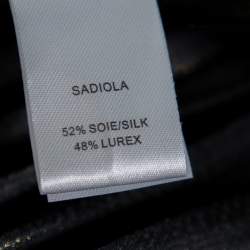 SADIOLA
52% SOIE/SILK
48% LUREX